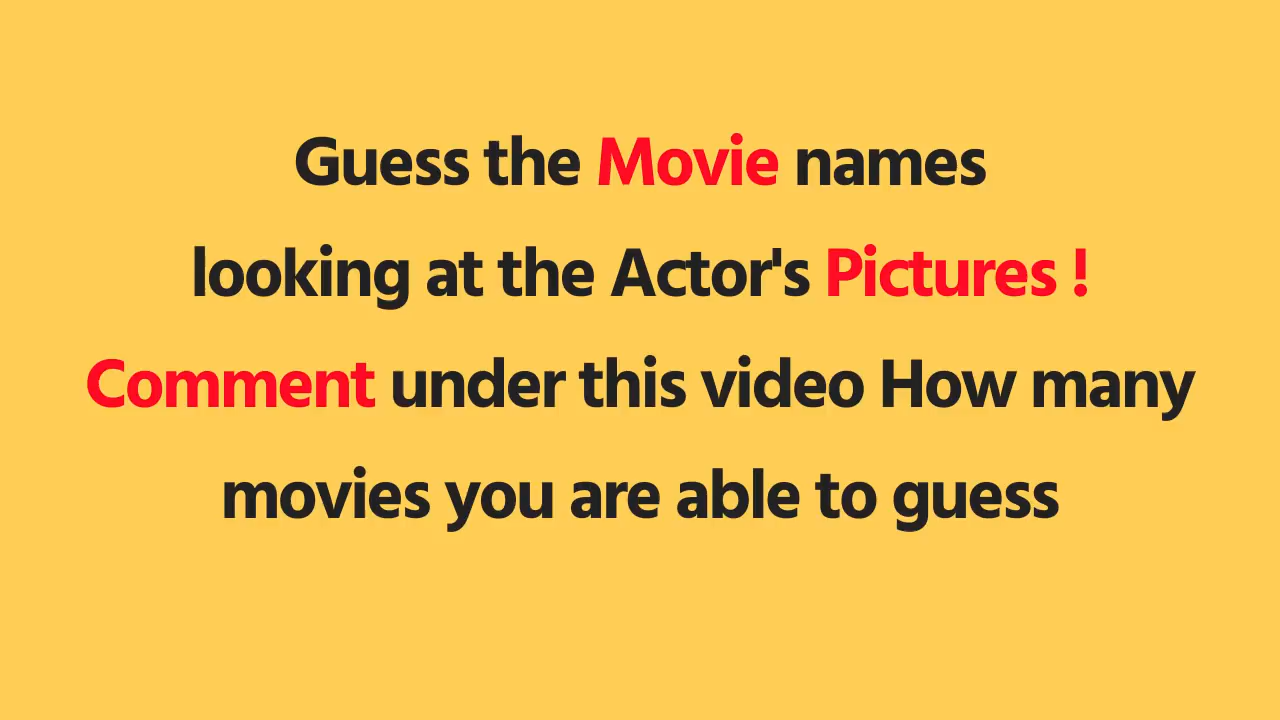 Guess the Movie names
looking at the Actor's Pictures !
Comment under this video How many
movies you are able to guess